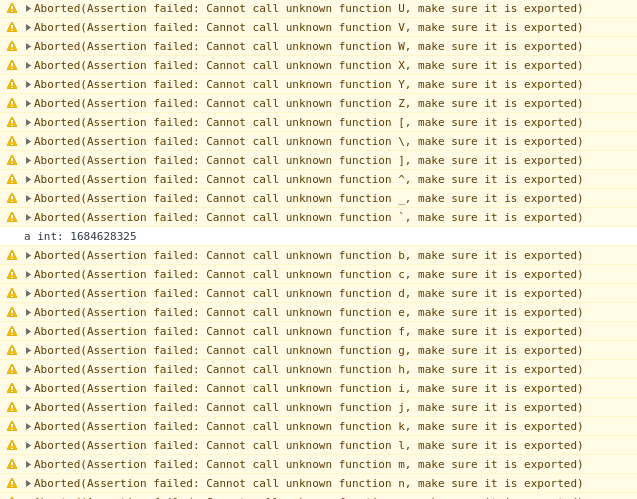 Aborted(Assertion failed: Cannot call unknown function U, make sure it is exported)
Aborted(Assertion failed: Cannot call unknown function V, make sure it is exported)
Aborted(Assertion failed: Cannot call unknown function W, make sure it is exported)
Aborted(Assertion failed: Cannot call unknown function X, make sure it is exported)
Aborted(Assertion failed: Cannot call unknown function Y, make sure it is exported)
Aborted(Assertion failed: Cannot call unknown function Z, make sure it is exported)
Aborted(Assertion failed: Cannot call unknown function [, make sure it is exported)
Aborted(Assertion failed: Cannot call unknown function \, make sure it is exported)
Aborted(Assertion failed: Cannot call unknown function ], make sure it is exported)
Aborted(Assertion failed: Cannot call unknown function ^, make sure it is exported)
Aborted(Assertion failed: Cannot call unknown function _, make sure it is exported)
Aborted(Assertion failed: Cannot call unknown function `, make sure it is exported)
a int: 1684628325
Aborted(Assertion failed: Cannot call unknown function b, make sure it is exported)
Aborted(Assertion failed: Cannot call unknown function c, make sure it is exported)
Aborted(Assertion failed: Cannot call unknown function d, make sure it is exported)
Aborted(Assertion failed: Cannot call unknown function e, make sure it is exported)
Aborted(Assertion failed: Cannot call unknown function f, make sure it is exported)
Aborted(Assertion failed: Cannot call unknown function g, make sure it is exported)
Aborted(Assertion failed: Cannot call unknown function h, make sure it is exported)
Aborted(Assertion failed: Cannot call unknown function i, make sure it is exported)
Aborted(Assertion failed: Cannot call unknown function j, make sure it is exported)
Aborted(Assertion failed: Cannot call unknown function k, make sure it is exported)
Aborted(Assertion failed: Cannot call unknown function l, make sure it is exported)
Aborted(Assertion failed: Cannot call unknown function m, make sure it is exported)
Aborted(Assertion failed: Cannot call unknown function n, make sure it is exported)